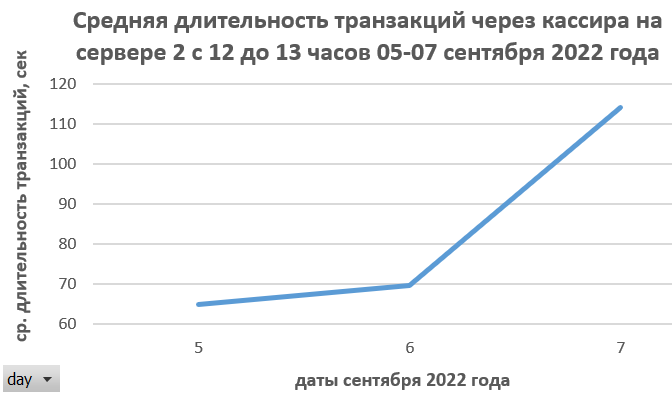 Средняя длительность транзакций через кассира на
сервере 2 с 12 до 13 часов 05-07 сентября 2022 года
ср. длительность транзакций, сек
120
110
100
90
80
70
60
5 6 7
day
даты сентября 2022 года